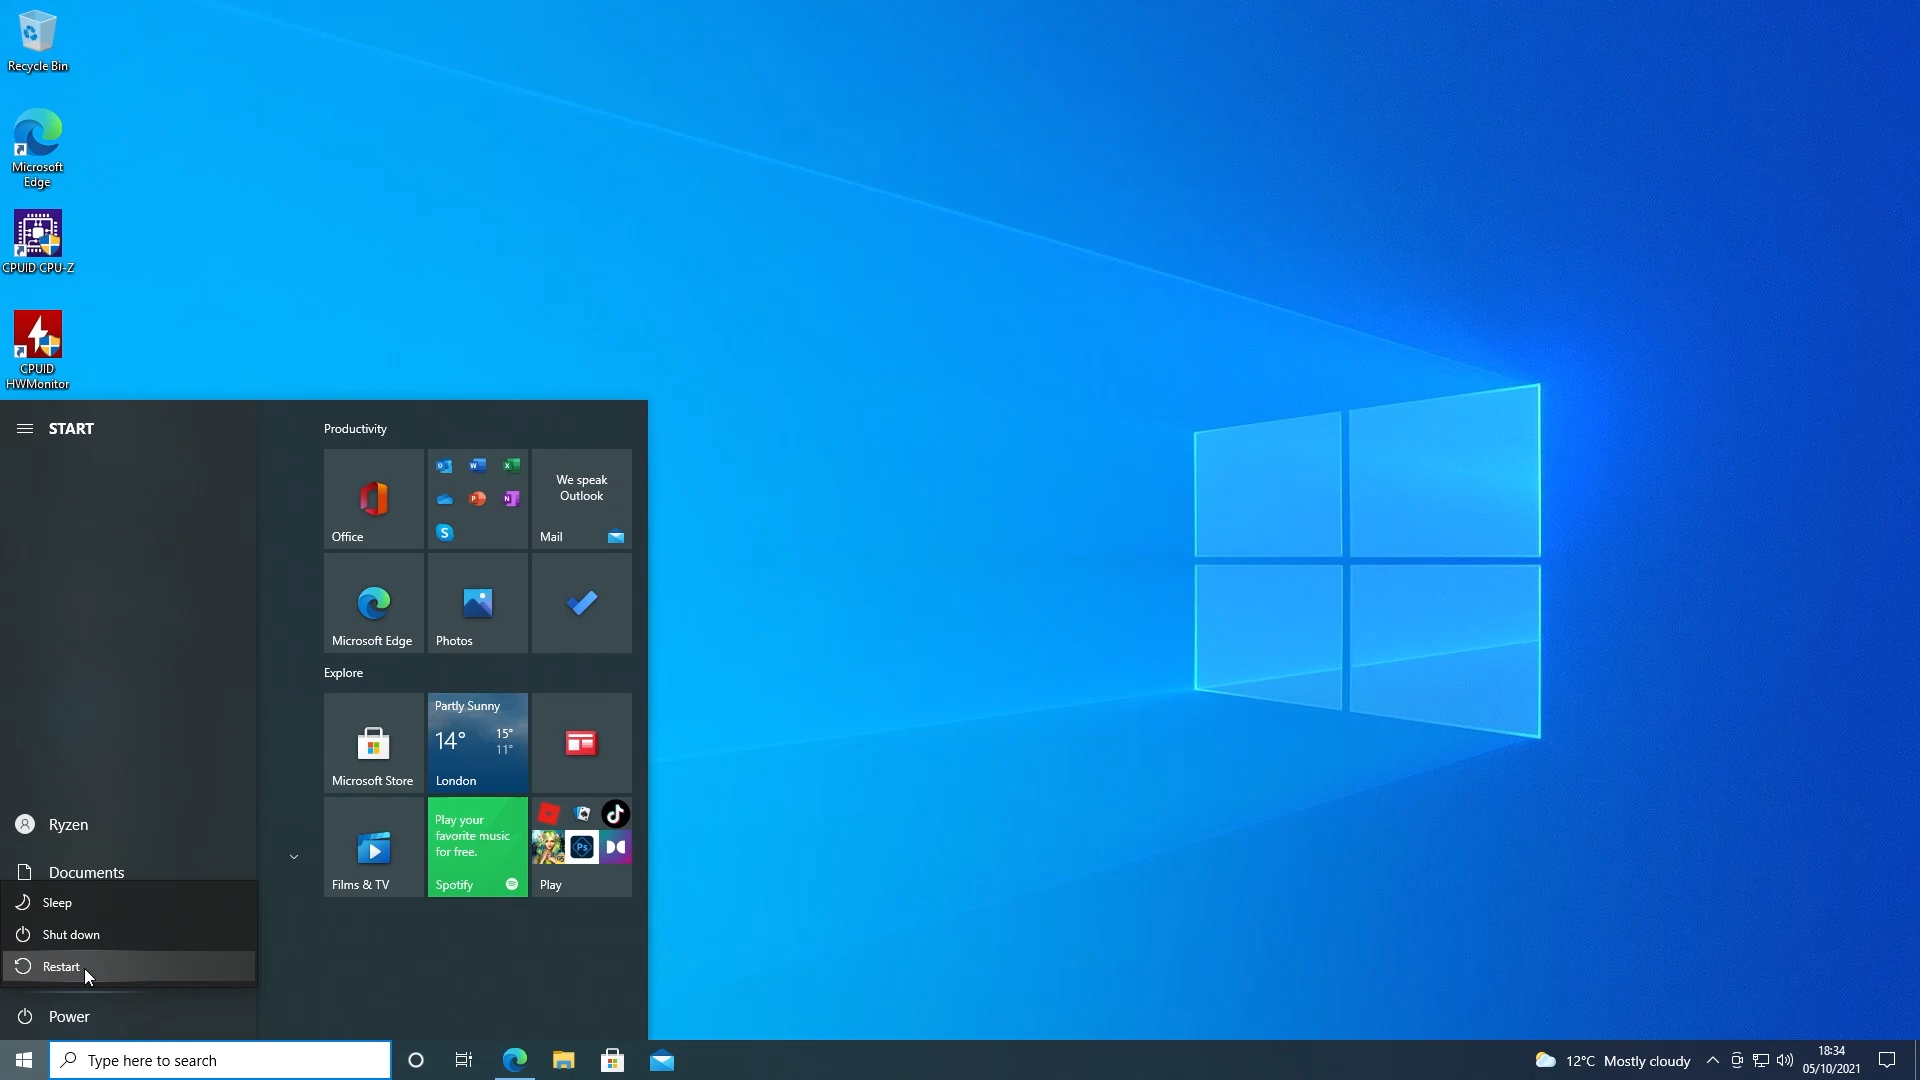 Recycle Bin
Microsoft
Edge
CPUID CPU-Z
CPUID
HWMonitor
START
Ryzen
Documents
Sleep
Shut down
Restart
Power
Productivity
Office
We speak
Outlook
Mail
Microsoft Edge
Photos
Explore
Microsoft Store
Partly Sunny
14°
15°
11°
London
Films & TV
Play your
favorite music
for free.
Spotify
Ps
Play
Type here to search
12°C Mostly cloudy
18:34
05/10/2021